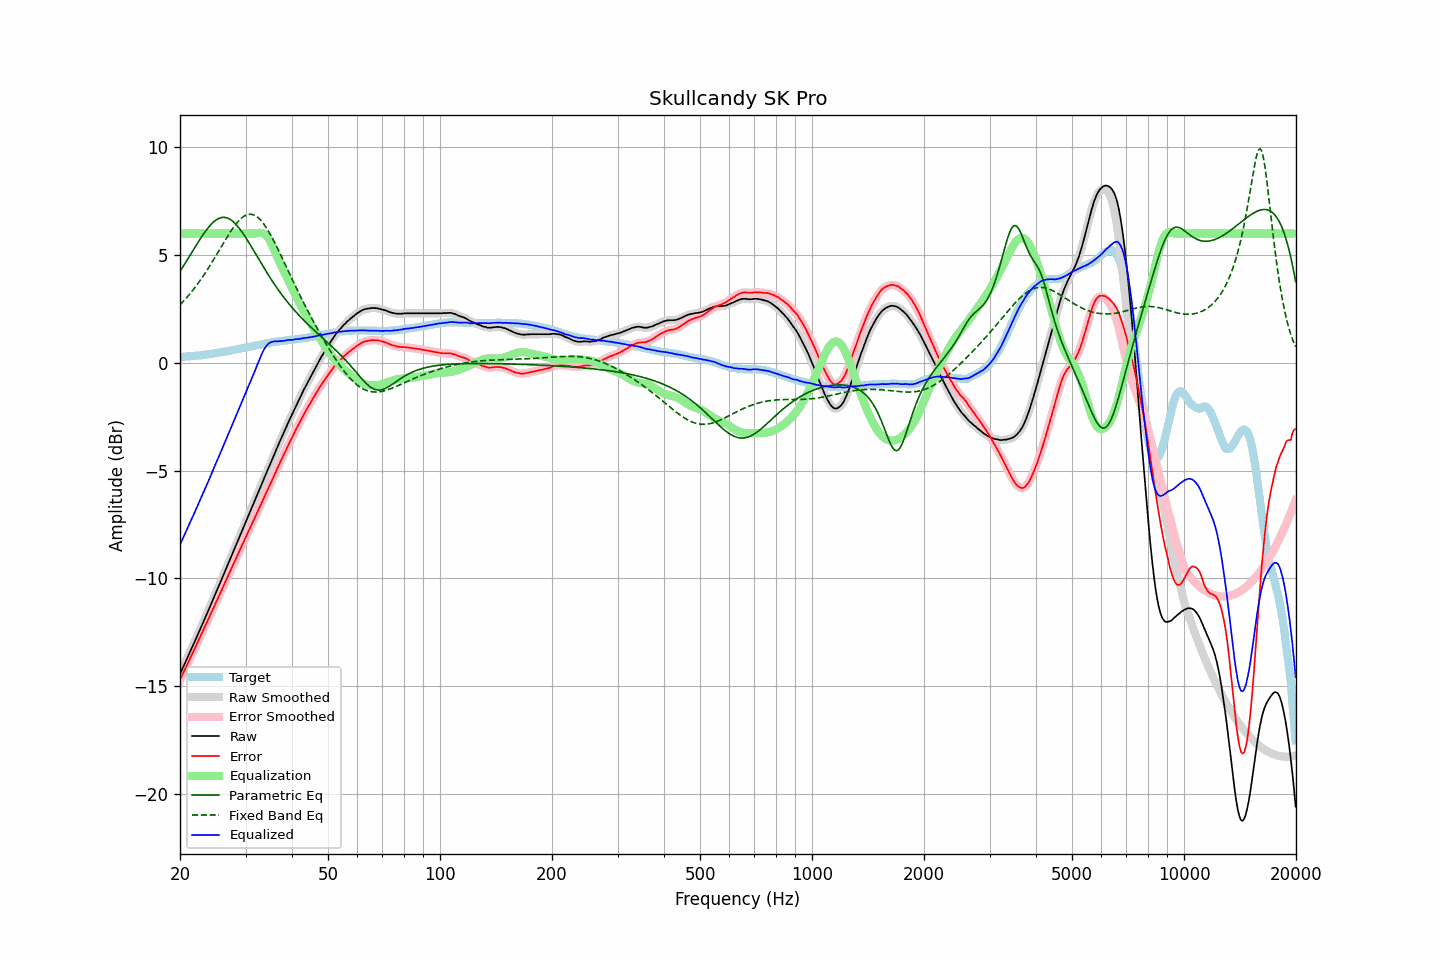 Skullcandy SK Pro
10
5
0
−5
−10
−15
−20
Amplitude (dBr)
Target
Raw Smoothed
Error Smoothed
Raw
Error
Equalization
Parametric Eq
Fixed Band Eq
Equalized
20 50 100 200 500 1000 2000 5000 10000 20000
Frequency (Hz)